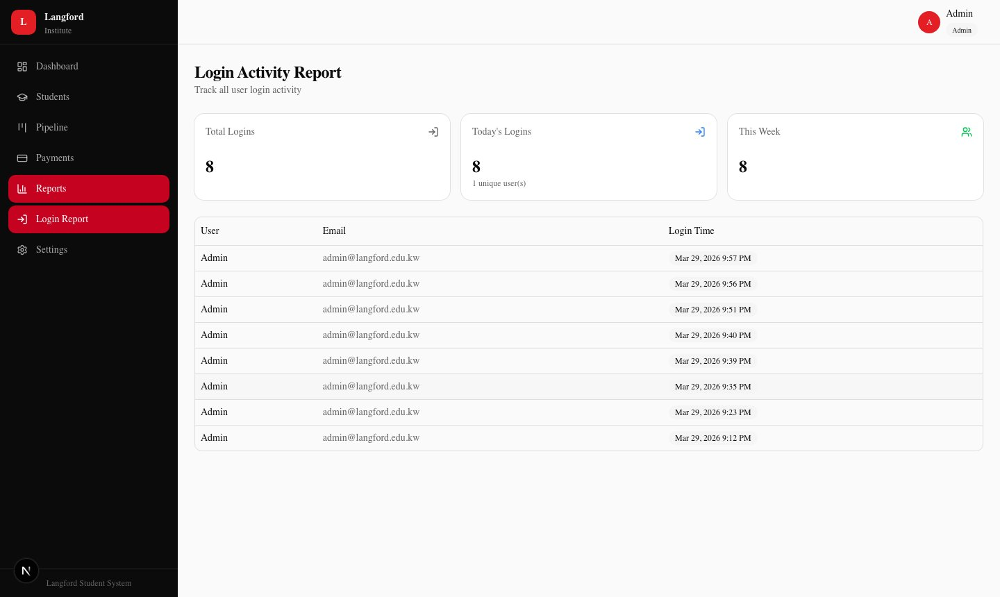 L
Langford
Institute
Dashboard
Students
Pipeline
Payments
Reports
Login Report
Settings
N
Langford Student System
A
Admin
Admin
Login Activity Report
Track all user login activity
Total Logins
8
Today's Logins
8
1 unique user(s)
This Week
8
User Email Login Time
Admin admin@langford.edu.kw Mar 29, 2026 9:57 PM
Admin admin@langford.edu.kw Mar 29, 2026 9:56 PM
Admin admin@langford.edu.kw Mar 29, 2026 9:51 PM
Admin admin@langford.edu.kw Mar 29, 2026 9:40 PM
Admin admin@langford.edu.kw Mar 29, 2026 9:39 PM
Admin admin@langford.edu.kw Mar 29, 2026 9:35 PM
Admin admin@langford.edu.kw Mar 29, 2026 9:23 PM
Admin admin@langford.edu.kw Mar 29, 2026 9:12 PM